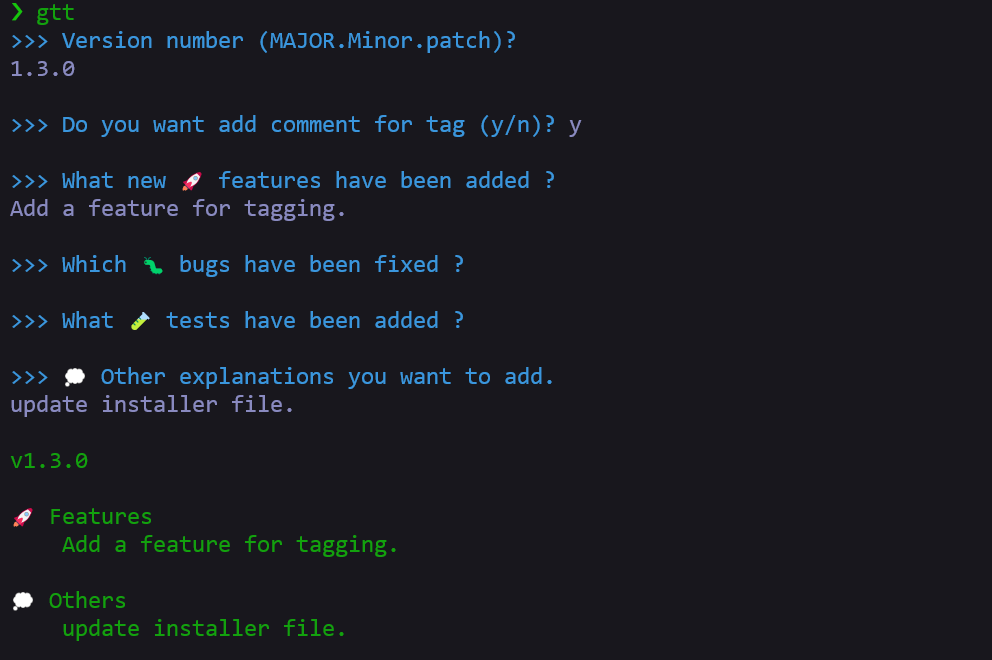 ❯ gtt
>>> Version number (MAJOR.Minor.patch)?
1.3.0
>>> Do you want add comment for tag (y/n)? y
>>> What new 🚀 features have been added ?
Add a feature for tagging.
>>> Which 🐛 bugs have been fixed ?
>>> What 🧪 tests have been added ?
>>> 💭 Other explanations you want to add.
update installer file.
v1.3.0
🚀 Features
Add a feature for tagging.
💭 Others
update installer file.